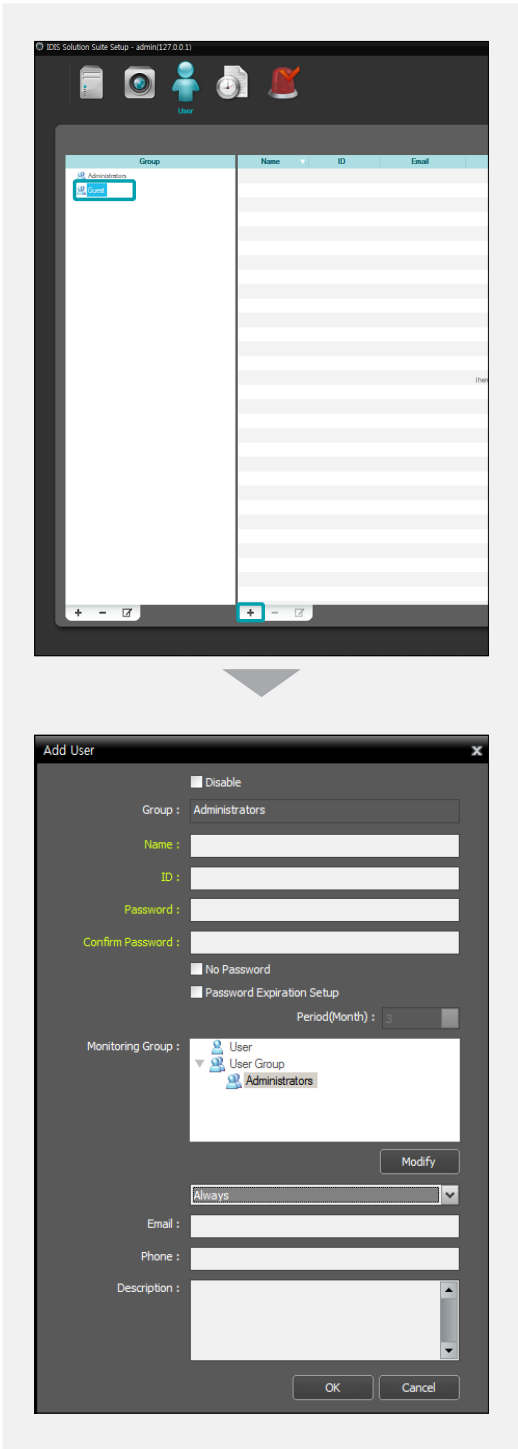 IDIS Solution Suite Setup - admin(127.0.0.1)
User
Group
Name ID Email
Administrators
Guest
Ther
+ −
+ −
Add User x
Disable
Group : Administrators
Name :
ID :
Password :
Confirm Password :
No Password
Password Expiration Setup
Period(Month) : 3
Monitoring Group : User
User Group
Administrators
Modify
Always
Email :
Phone :
Description :
OK Cancel